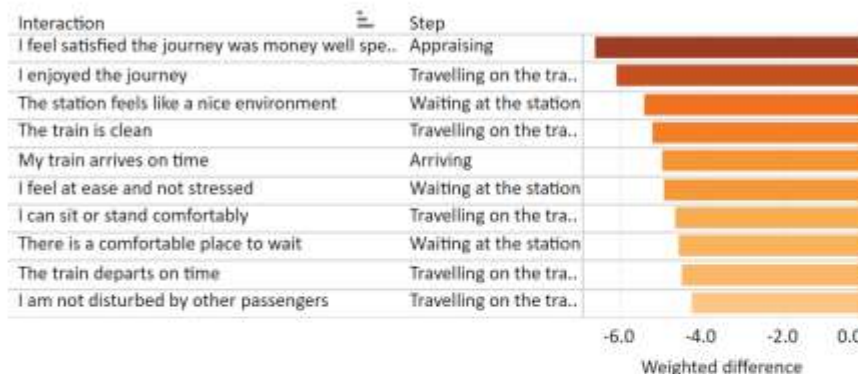 Interaction Step
I feel satisfied the journey was money well spe.. Appraising
I enjoyed the journey Travelling on the tra..
The station feels like a nice environment Waiting at the station
The train is clean Travelling on the tra..
My train arrives on time Arriving
I feel at ease and not stressed Waiting at the station
I can sit or stand comfortably Travelling on the tra..
There is a comfortable place to wait Waiting at the station
The train departs on time Travelling on the tra..
I am not disturbed by other passengers Travelling on the tra..
-6.0 -4.0 -2.0 0.0
Weighted difference